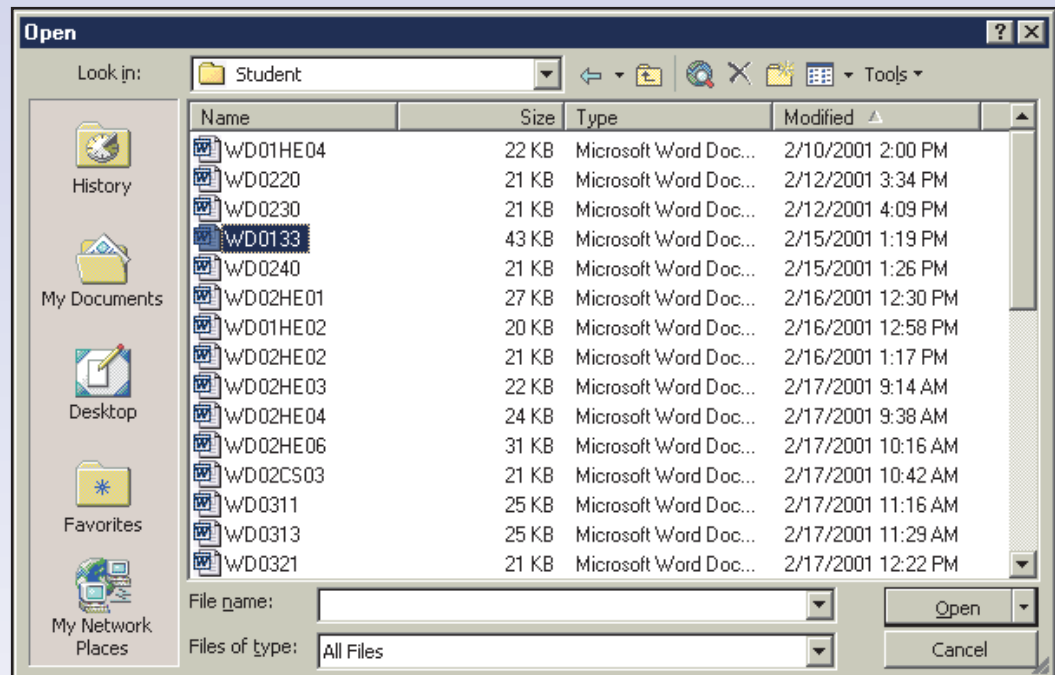 Open
Look in: Student Tools
Name Size Type Modified
WD01HE04 22 KB Microsoft Word Doc... 2/10/2001 2:00 PM
WD0220 21 KB Microsoft Word Doc... 2/12/2001 3:34 PM
WD0230 21 KB Microsoft Word Doc... 2/12/2001 4:09 PM
WD0133 43 KB Microsoft Word Doc... 2/15/2001 1:19 PM
WD0240 21 KB Microsoft Word Doc... 2/15/2001 1:26 PM
WD02HE01 27 KB Microsoft Word Doc... 2/16/2001 12:30 PM
WD01HE02 20 KB Microsoft Word Doc... 2/16/2001 12:58 PM
WD02HE02 21 KB Microsoft Word Doc... 2/16/2001 1:17 PM
WD02HE03 22 KB Microsoft Word Doc... 2/17/2001 9:14 AM
WD02HE04 24 KB Microsoft Word Doc... 2/17/2001 9:38 AM
WD02HE06 31 KB Microsoft Word Doc... 2/17/2001 10:16 AM
WD02CS03 21 KB Microsoft Word Doc... 2/17/2001 10:42 AM
WD0311 25 KB Microsoft Word Doc... 2/17/2001 11:16 AM
WD0313 25 KB Microsoft Word Doc... 2/17/2001 11:29 AM
WD0321 21 KB Microsoft Word Doc... 2/17/2001 12:22 PM
History
My Documents
Desktop
Favorites
My Network
Places
File name: Open
Files of type: All Files Cancel